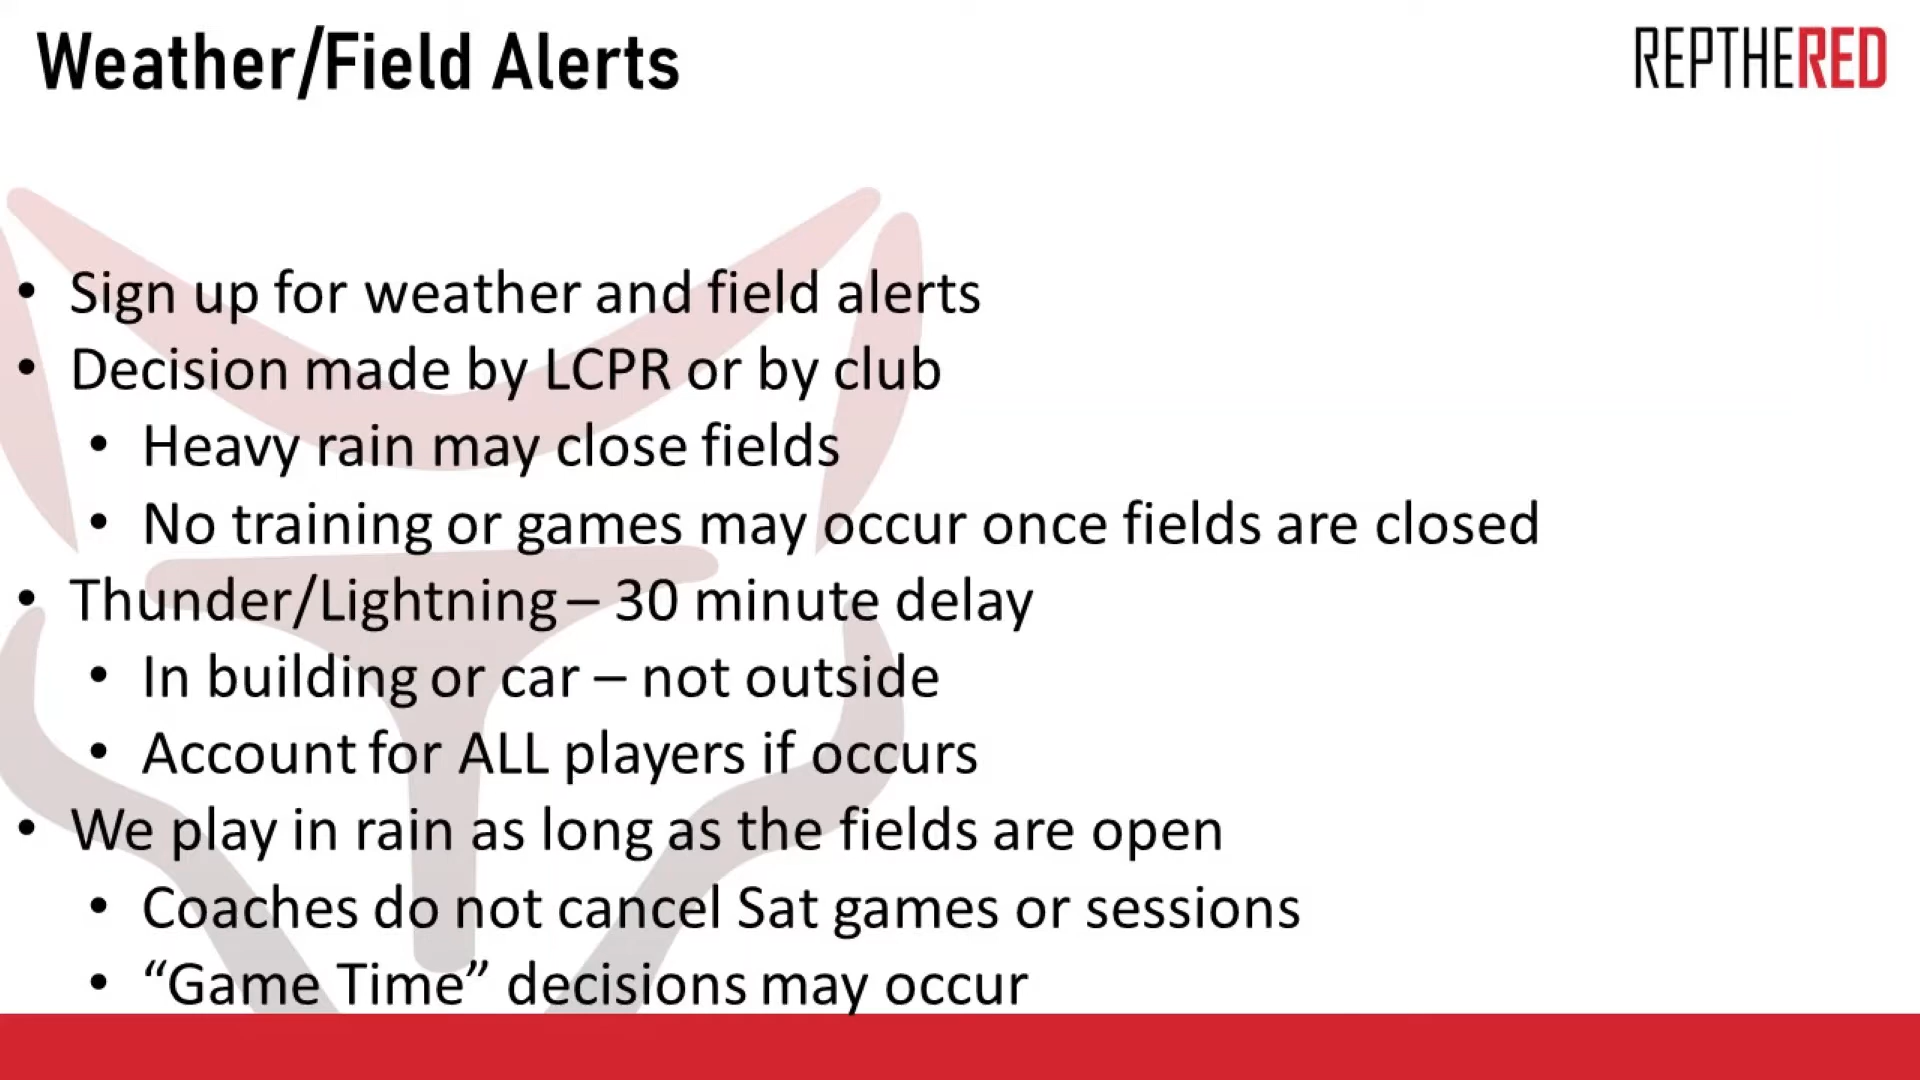 Weather/Field Alerts
REPTHERED
• Sign up for weather and field alerts
• Decision made by LCPR or by club
• Heavy rain may close fields
• No training or games may occur once fields are closed
• Thunder/Lightning – 30 minute delay
• In building or car – not outside
• Account for ALL players if occurs
• We play in rain as long as the fields are open
• Coaches do not cancel Sat games or sessions
• “Game Time” decisions may occur